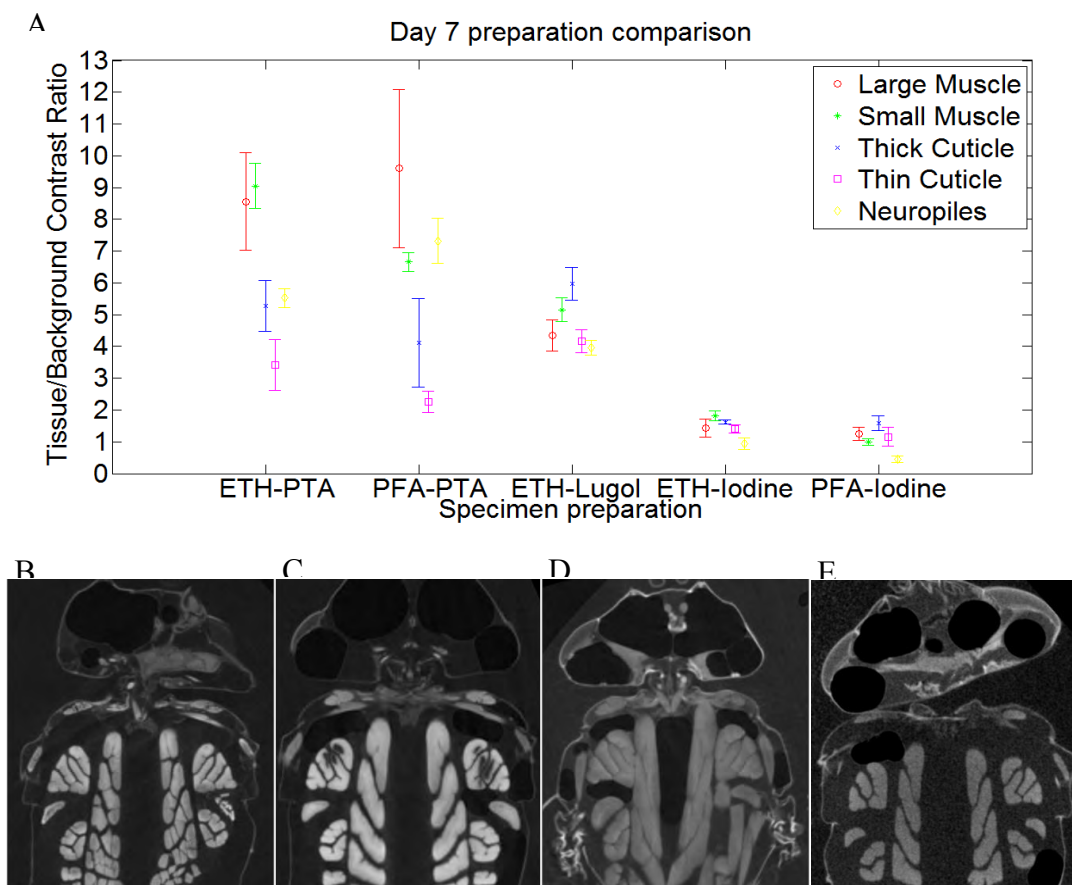 A
Day 7 preparation comparison
Tissue/Background Contrast Ratio
13
12
11
10
9
8
7
6
5
4
3
2
1
0
Large Muscle
Small Muscle
Thick Cuticle
Thin Cuticle
Neuropiles
ETH-PTA PFA-PTA ETH-Lugol ETH-Iodine PFA-Iodine
Specimen preparation
B C D E